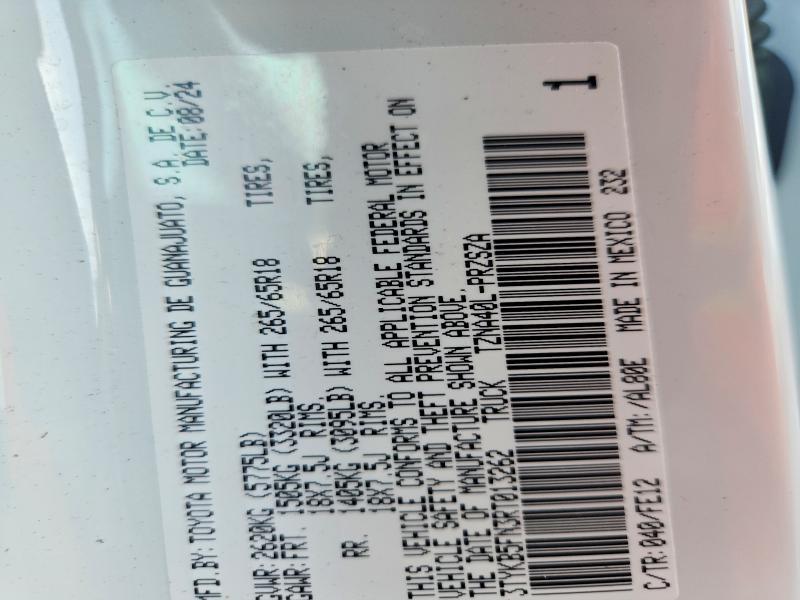 MFD. BY: TOYOTA MOTOR MANUFACTURING DE GUANAJUATO, S.A. DE C.V.
DATE: 08/24
GVWR: 2620KG (5775LB)
GAWR: FRT. 1505KG (3320LB) WITH 265/65R18 TIRES,
18X7.5J RIMS,
RR. 1405KG (3095LB) WITH 265/65R18 TIRES,
18X7.5J RIMS.
THIS VEHICLE CONFORMS TO ALL APPLICABLE FEDERAL MOTOR
VEHICLE SAFETY AND THEFT PREVENTION STANDARDS IN EFFECT ON
THE DATE OF MANUFACTURE SHOWN ABOVE.
3TYKB5FN3RT013262 TRUCK TZNA40L-PRZSZA
1
C/TR: 040/FE12 A/TM: /AL80E MADE IN MEXICO 232